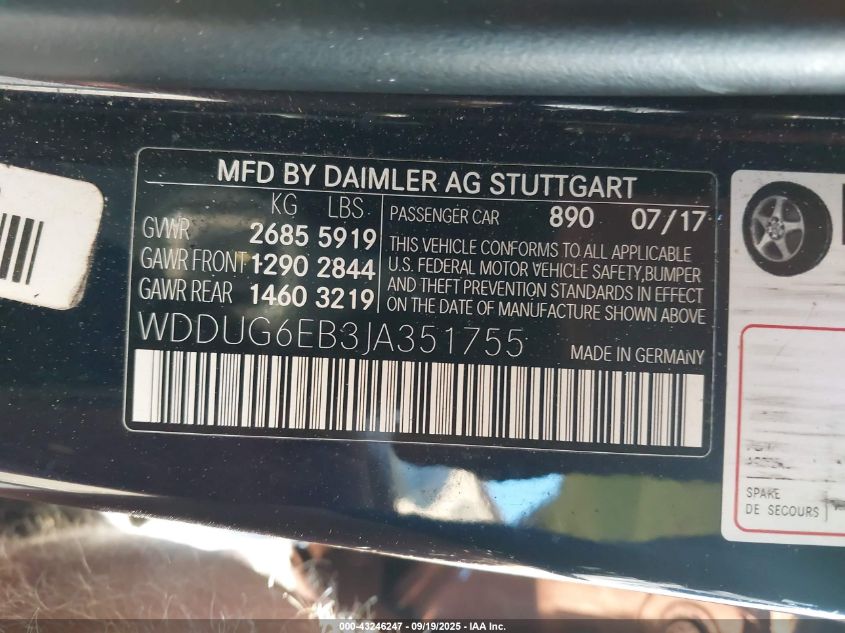 MFD BY DAIMLER AG STUTTGART
KG LBS
GVWR 2685 5919
GAWR FRONT 1290 2844
GAWR REAR 1460 3219
PASSENGER CAR 890 07/17
THIS VEHICLE CONFORMS TO ALL APPLICABLE
U.S. FEDERAL MOTOR VEHICLE SAFETY,BUMPER
AND THEFT PREVENTION STANDARDS IN EFFECT
ON THE DATE OF MANUFACTURE SHOWN ABOVE
WDDUG6EB3JA351755
MADE IN GERMANY
SPARE
DE SECOURS
000-43246247 - 09/19/2025 - IAA Inc.